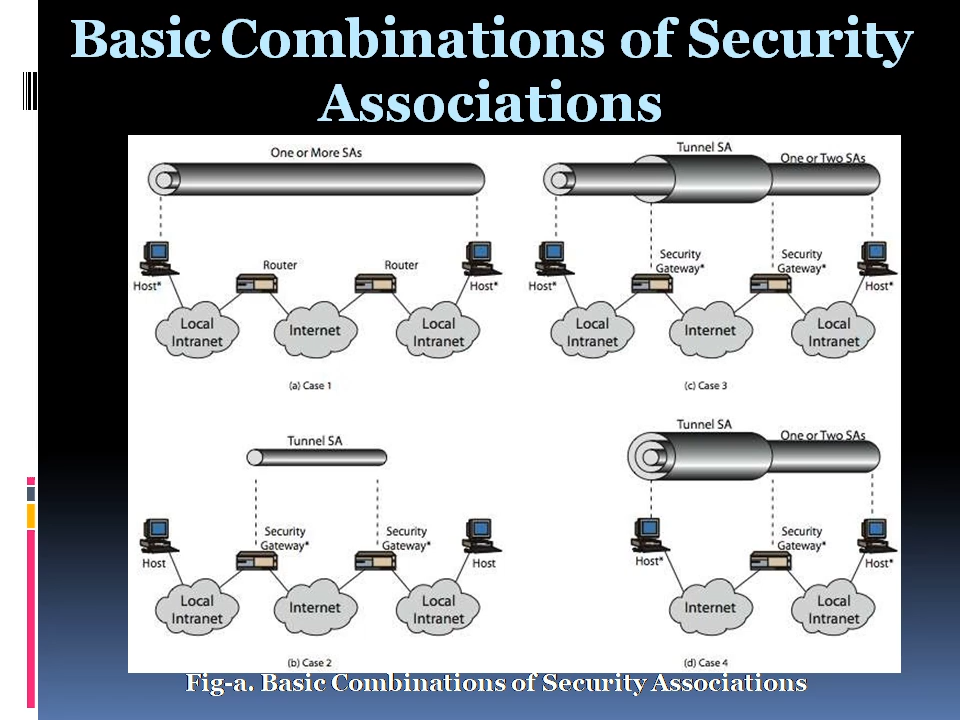 Basic Combinations of Security
Associations
One or More SAs
Router
Router
Host*
Host*
Local
Intranet
Internet
Local
Intranet
(a) Case 1
Tunnel SA
One or Two SAs
Security
Gateway*
Security
Gateway*
Host*
Host*
Local
Intranet
Internet
Local
Intranet
(c) Case 3
Tunnel SA
Security
Gateway*
Security
Gateway*
Host
Host
Local
Intranet
Internet
Local
Intranet
(b) Case 2
Tunnel SA
One or Two SAs
Security
Gateway*
Host*
Host*
Internet
Local
Intranet
(d) Case 4
Fig-a. Basic Combinations of Security Associations